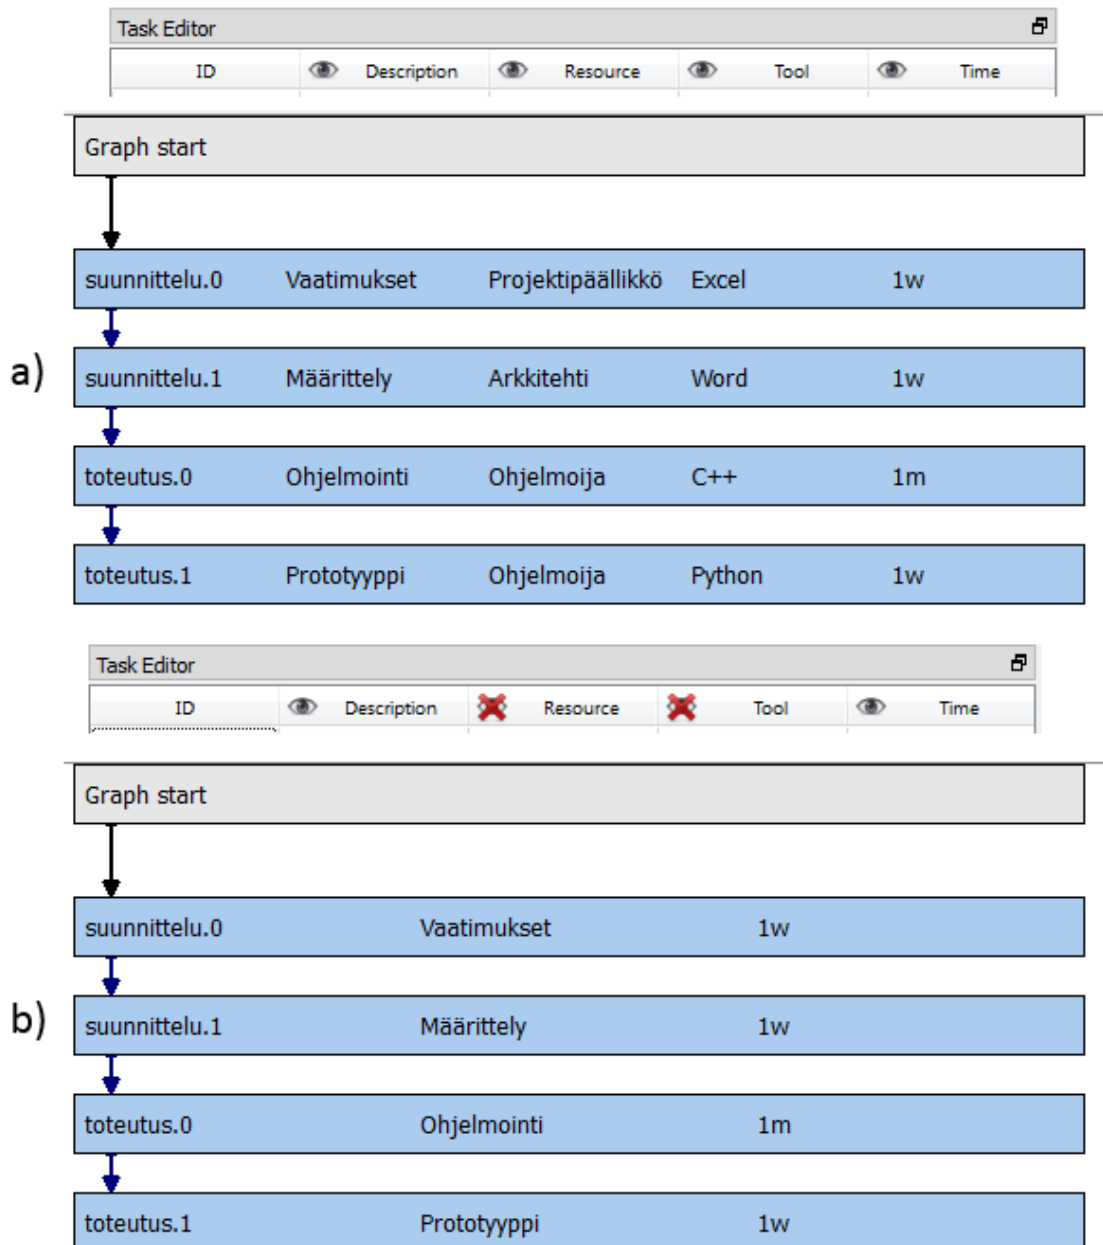 Task Editor
ID Description Resource Tool Time
Graph start
suunnittelu.0 Vaatimukset Projektipäällikkö Excel 1w
a)
suunnittelu.1 Määrittely Arkkitehti Word 1w
toteutus.0 Ohjelmointi Ohjelmoija C++ 1m
toteutus.1 Prototyyppi Ohjelmoija Python 1w
Task Editor
ID Description Resource Tool Time
Graph start
suunnittelu.0 Vaatimukset 1w
b)
suunnittelu.1 Määrittely 1w
toteutus.0 Ohjelmointi 1m
toteutus.1 Prototyyppi 1w